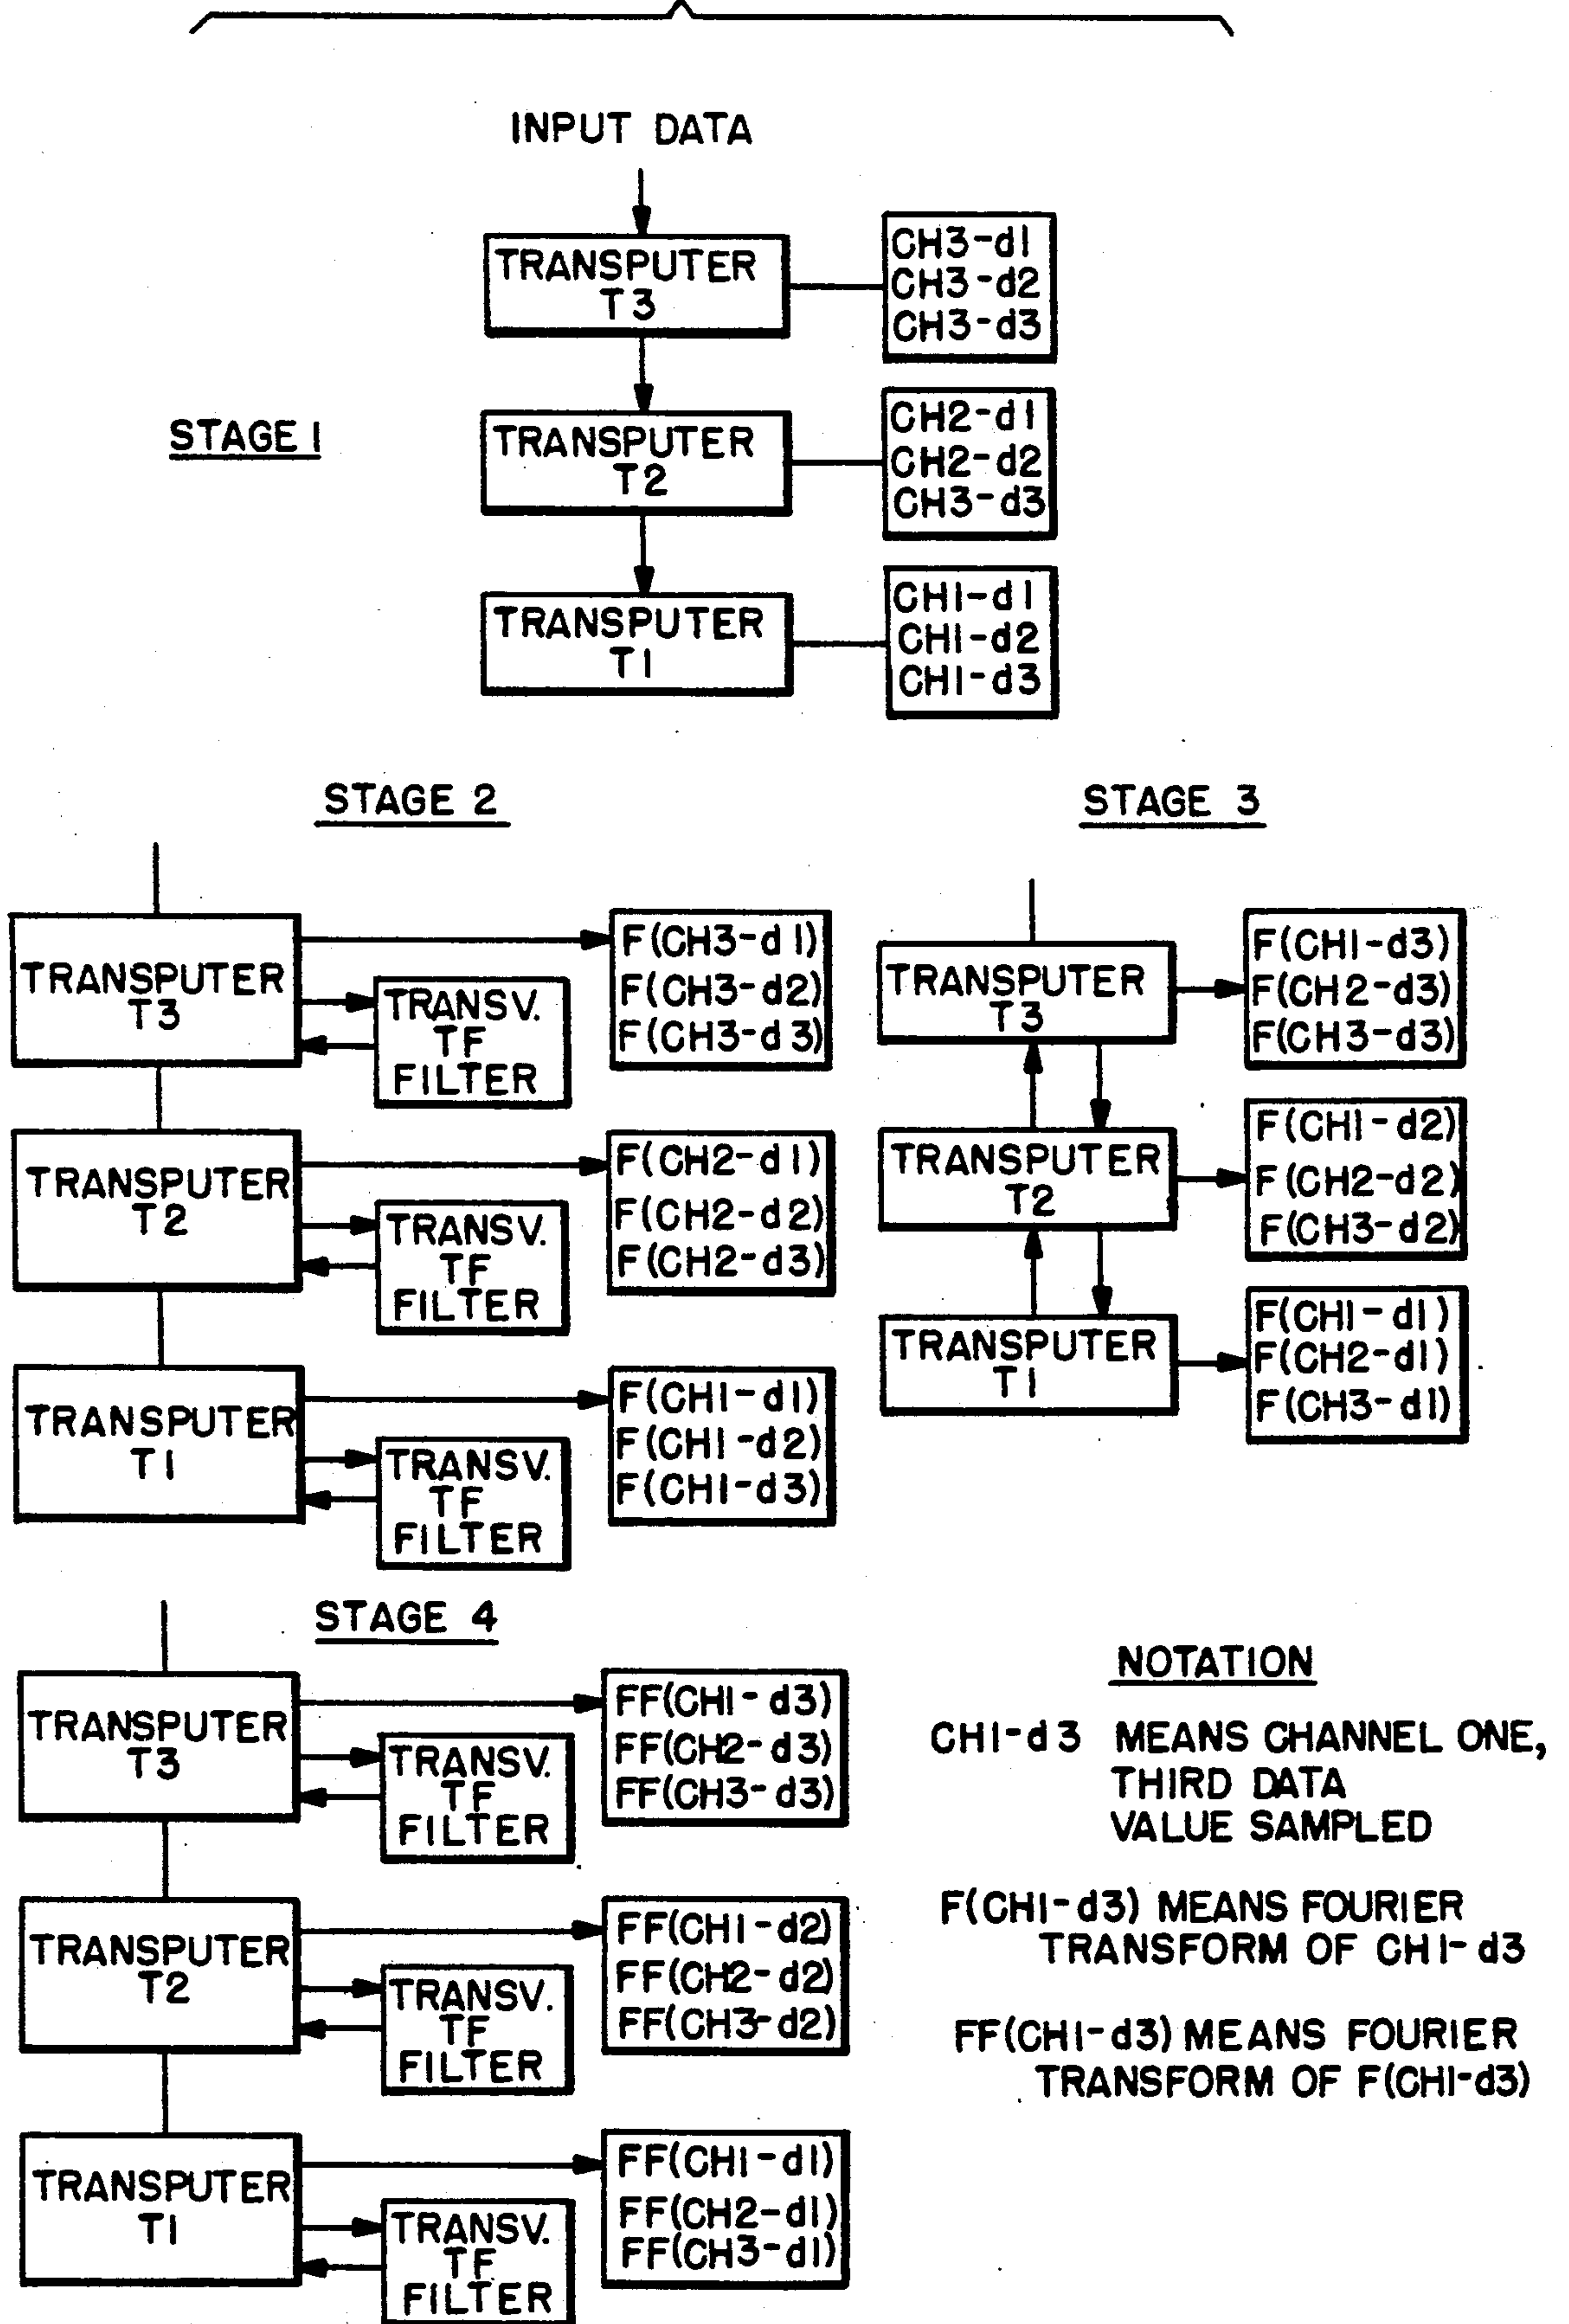 INPUT DATA
TRANSPUTER
T3
CH3-d1
CH3-d2
CH3-d3
STAGE 1
TRANSPUTER
T2
CH2-d1
CH2-d2
CH3-d3
TRANSPUTER
T1
CH1-d1
CH1-d2
CH1-d3
STAGE 2
TRANSPUTER
T3
TRANSV.
TF
FILTER
F(CH3-d1)
F(CH3-d2)
F(CH3-d3)
TRANSPUTER
T2
TRANSV.
TF
FILTER
F(CH2-d1)
F(CH2-d2)
F(CH2-d3)
TRANSPUTER
T1
TRANSV.
TF
FILTER
F(CH1-d1)
F(CH1-d2)
F(CH1-d3)
STAGE 3
TRANSPUTER
T3
F(CH1-d3)
F(CH2-d3)
F(CH3-d3)
TRANSPUTER
T2
F(CH1-d2)
F(CH2-d2)
F(CH3-d2)
TRANSPUTER
T1
F(CH1-d1)
F(CH2-d1)
F(CH3-d1)
STAGE 4
TRANSPUTER
T3
TRANSV.
TF
FILTER
FF(CH1-d3)
FF(CH2-d3)
FF(CH3-d3)
TRANSPUTER
T2
TRANSV.
TF
FILTER
FF(CH1-d2)
FF(CH2-d2)
FF(CH3-d2)
TRANSPUTER
T1
TRANSV.
TF
FILTER
FF(CH1-d1)
FF(CH2-d1)
FF(CH3-d1)
NOTATION
CH1-d3 MEANS CHANNEL ONE,
THIRD DATA
VALUE SAMPLED
F(CH1-d3) MEANS FOURIER
TRANSFORM OF CH1-d3
FF(CH1-d3) MEANS FOURIER
TRANSFORM OF F(CH1-d3)